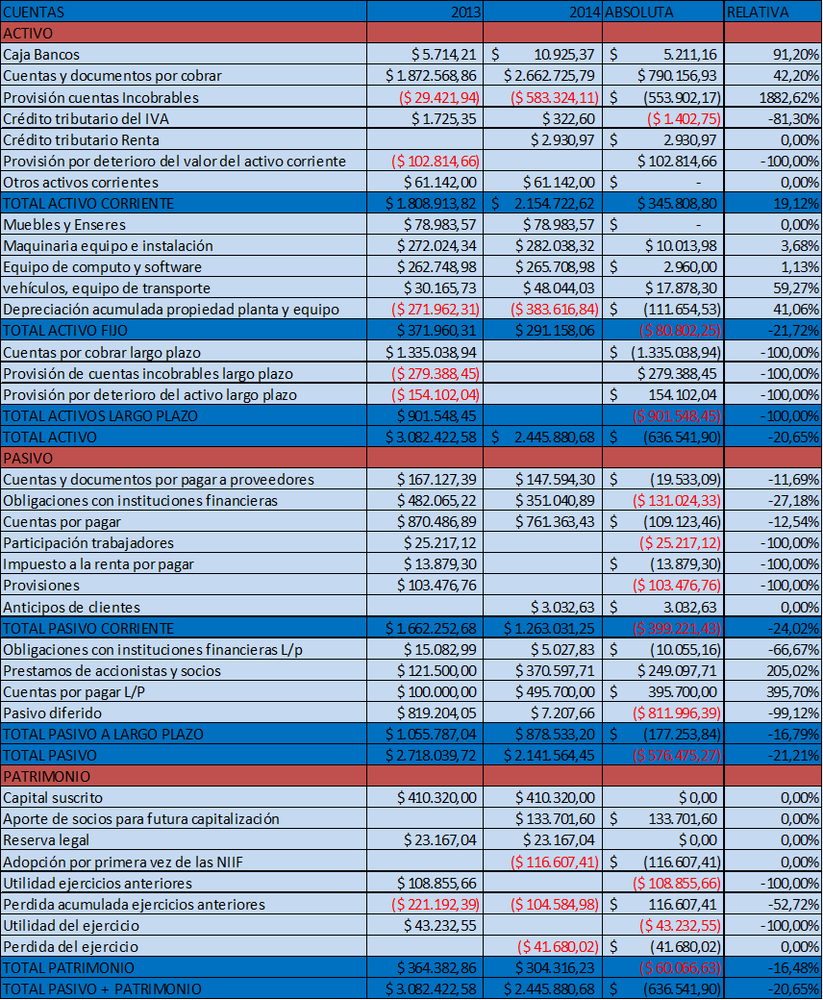 CUENTAS 2013 2014 ABSOLUTA RELATIVA
ACTIVO
Caja Bancos $ 5.714,21 $ 10.925,37 $ 5.211,16 91,20%
Cuentas y documentos por cobrar $ 1.872.568,86 $ 2.662.725,79 $ 790.156,93 42,20%
Provisión cuentas Incobrables ($ 29.421,94) ($ 583.324,11) $ (553.902,17) 1882,62%
Crédito tributario del IVA $ 1.725,35 $ 322,60 ($ 1.402,75) -81,30%
Crédito tributario Renta $ 2.930,97 $ 2.930,97 0,00%
Provisión por deterioro del valor del activo corriente ($ 102.814,66) $ 102.814,66 -100,00%
Otros activos corrientes $ 61.142,00 $ 61.142,00 $ - 0,00%
TOTAL ACTIVO CORRIENTE $ 1.808.913,82 $ 2.154.722,62 $ 345.808,80 19,12%
Muebles y Enseres $ 78.983,57 $ 78.983,57 $ - 0,00%
Maquinaria equipo e instalación $ 272.024,34 $ 282.038,32 $ 10.013,98 3,68%
Equipo de computo y software $ 262.748,98 $ 265.708,98 $ 2.960,00 1,13%
vehículos, equipo de transporte $ 30.165,73 $ 48.044,03 $ 17.878,30 59,27%
Depreciación acumulada propiedad planta y equipo ($ 271.962,31) ($ 383.616,84) $ (111.654,53) 41,06%
TOTAL ACTIVO FIJO $ 371.960,31 $ 291.158,06 ($ 80.802,25) -21,72%
Cuentas por cobrar largo plazo $ 1.335.038,94 $ (1.335.038,94) -100,00%
Provisión de cuentas incobrables largo plazo ($ 279.388,45) $ 279.388,45 -100,00%
Provisión por deterioro del activo largo plazo ($ 154.102,04) $ 154.102,04 -100,00%
TOTAL ACTIVOS LARGO PLAZO $ 901.548,45 ($ 901.548,45) -100,00%
TOTAL ACTIVO $ 3.082.422,58 $ 2.445.880,68 $ (636.541,90) -20,65%
PASIVO
Cuentas y documentos por pagar a proveedores $ 167.127,39 $ 147.594,30 $ (19.533,09) -11,69%
Obligaciones con instituciones financieras $ 482.065,22 $ 351.040,89 ($ 131.024,33) -27,18%
Cuentas por pagar $ 870.486,89 $ 761.363,43 $ (109.123,46) -12,54%
Participación trabajadores $ 25.217,12 ($ 25.217,12) -100,00%
Impuesto a la renta por pagar $ 13.879,30 $ (13.879,30) -100,00%
Provisiones $ 103.476,76 ($ 103.476,76) -100,00%
Anticipos de clientes $ 3.032,63 $ 3.032,63 0,00%
TOTAL PASIVO CORRIENTE $ 1.662.252,68 $ 1.263.031,25 ($ 399.221,43) -24,02%
Obligaciones con instituciones financieras L/p $ 15.082,99 $ 5.027,83 $ (10.055,16) -66,67%
Prestamos de accionistas y socios $ 121.500,00 $ 370.597,71 $ 249.097,71 205,02%
Cuentas por pagar L/P $ 100.000,00 $ 495.700,00 $ 395.700,00 395,70%
Pasivo diferido $ 819.204,05 $ 7.207,66 ($ 811.996,39) -99,12%
TOTAL PASIVO A LARGO PLAZO $ 1.055.787,04 $ 878.533,20 $ (177.253,84) -16,79%
TOTAL PASIVO $ 2.718.039,72 $ 2.141.564,45 ($ 576.475,27) -21,21%
PATRIMONIO
Capital suscrito $ 410.320,00 $ 410.320,00 $ 0,00 0,00%
Aporte de socios para futura capitalización $ 133.701,60 $ 133.701,60 0,00%
Reserva legal $ 23.167,04 $ 23.167,04 $ 0,00 0,00%
Adopción por primera vez de las NIIF ($ 116.607,41) $ (116.607,41) 0,00%
Utilidad ejercicios anteriores $ 108.855,66 ($ 108.855,66) -100,00%
Perdida acumulada ejercicios anteriores ($ 221.192,39) ($ 104.584,98) $ 116.607,41 -52,72%
Utilidad del ejercicio $ 43.232,55 ($ 43.232,55) -100,00%
Perdida del ejercicio ($ 41.680,02) $ (41.680,02) 0,00%
TOTAL PATRIMONIO $ 364.382,86 $ 304.316,23 ($ 60.066,63) -16,48%
TOTAL PASIVO + PATRIMONIO $ 3.082.422,58 $ 2.445.880,68 $ (636.541,90) -20,65%